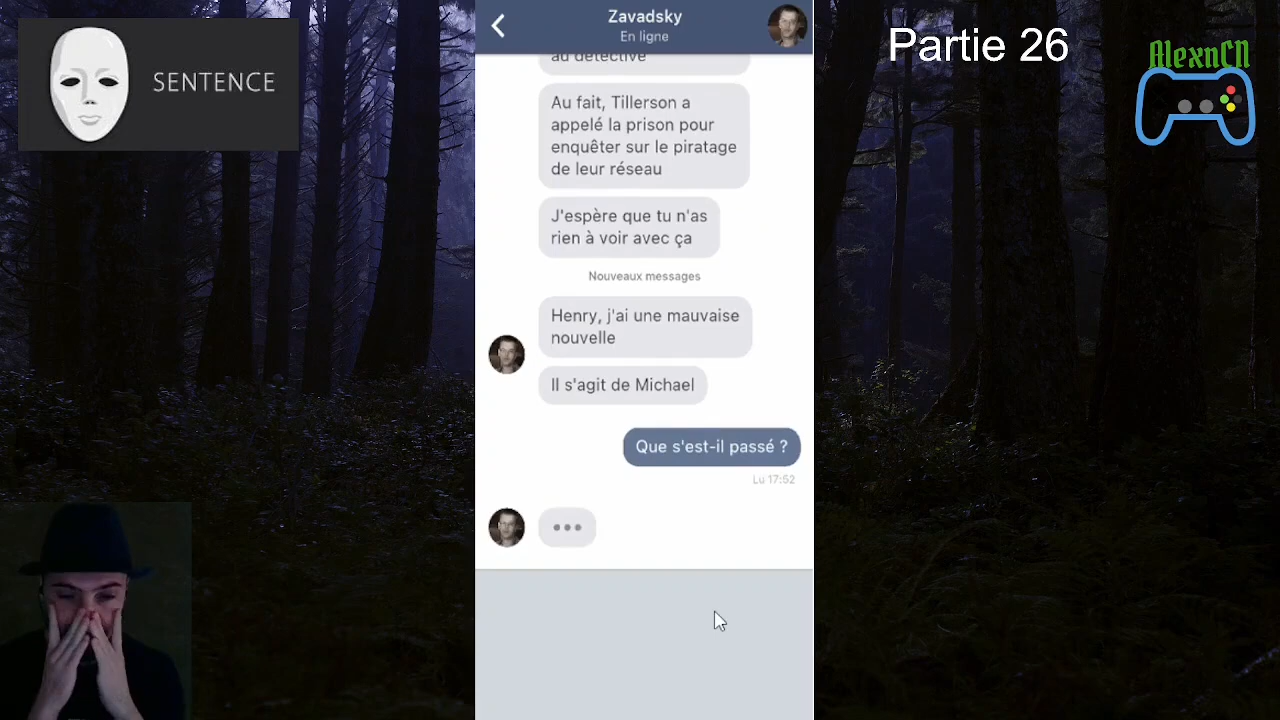 SENTENCE
Zavadsky
En ligne
Partie 26
AlexnCN
au détective
Au fait, Tillerson a
appelé la prison pour
enquêter sur le piratage
de leur réseau
J'espère que tu n'as
rien à voir avec ça
Nouveaux messages
Henry, j'ai une mauvaise
nouvelle
Il s'agit de Michael
Que s'est-il passé ?
Lu 17:52